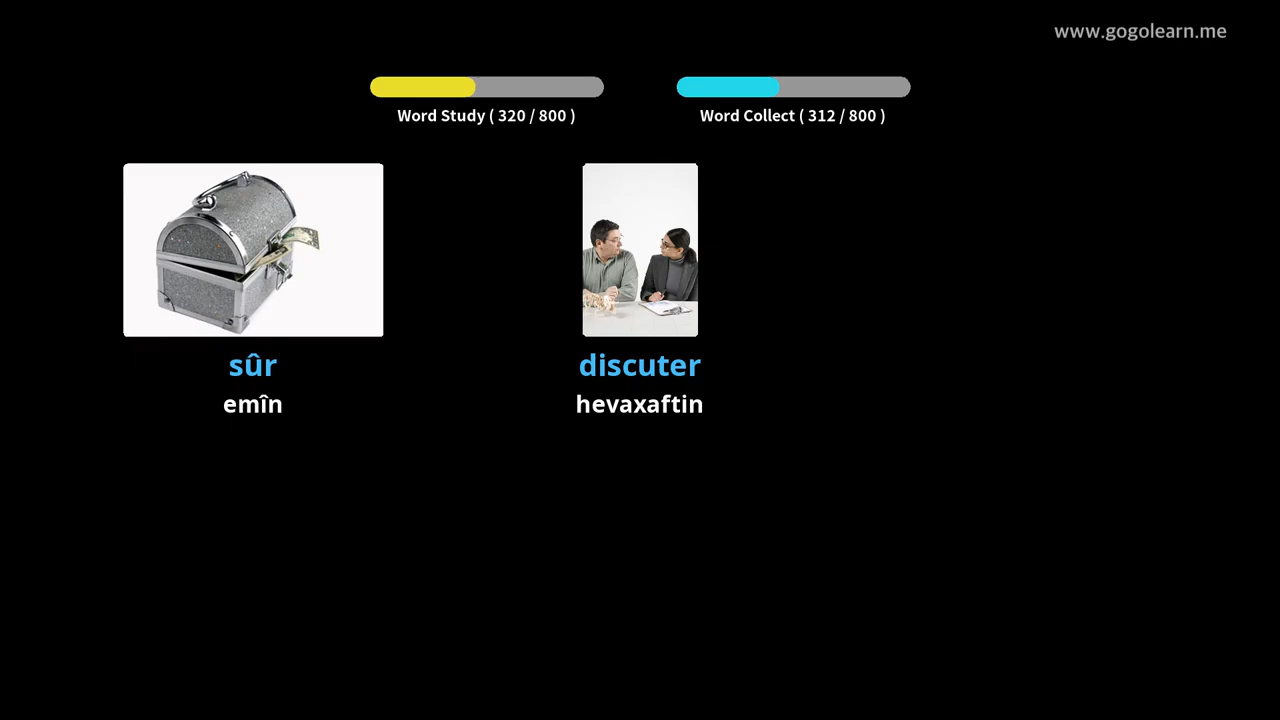 www.gogolearn.me
Word Study ( 320 / 800 )
Word Collect ( 312 / 800 )
sûr
discuter
emîn
hevaxaftin